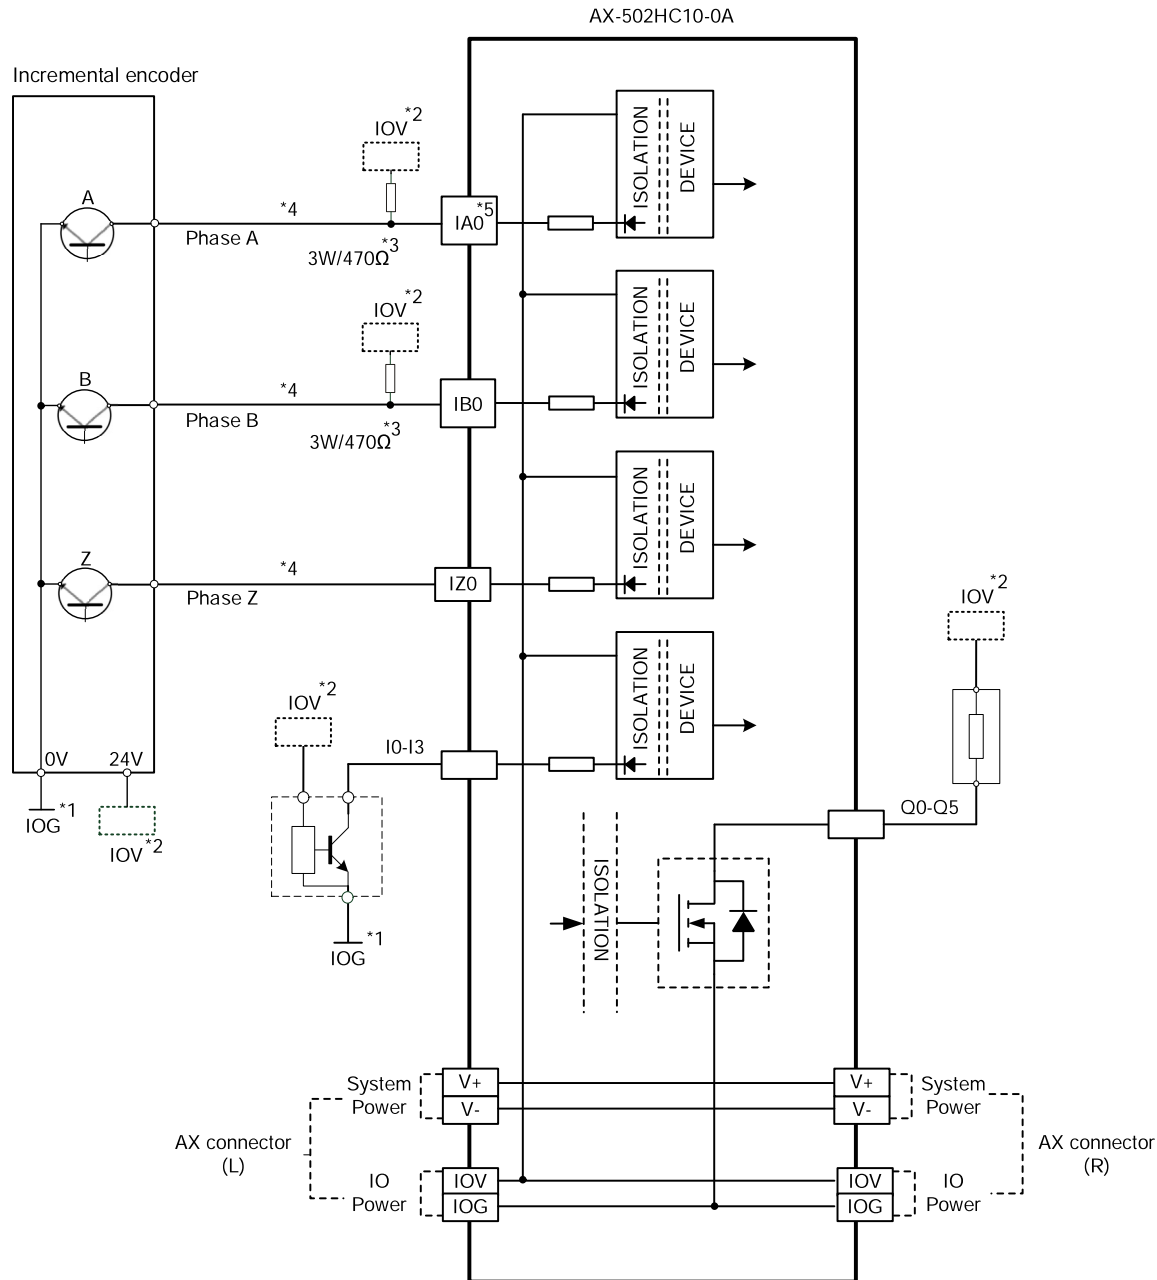 AX-502HC10-0A
Incremental encoder
IOV*2
A
*4
Phase A
3W/470Ω*3
IA0*5
ISOLATION
DEVICE
IOV*2
B
*4
Phase B
3W/470Ω*3
IB0
ISOLATION
DEVICE
Z
*4
Phase Z
IZ0
ISOLATION
DEVICE
IOV*2
IOV*2
I0-I3
ISOLATION
DEVICE
0V
24V
IOG*1
IOV*2
Q0-Q5
ISOLATION
IOG*1
System
Power
V+
V-
V+
V-
System
Power
AX connector
(L)
AX connector
(R)
IO
Power
IOV
IOG
IOV
IOG
IO
Power